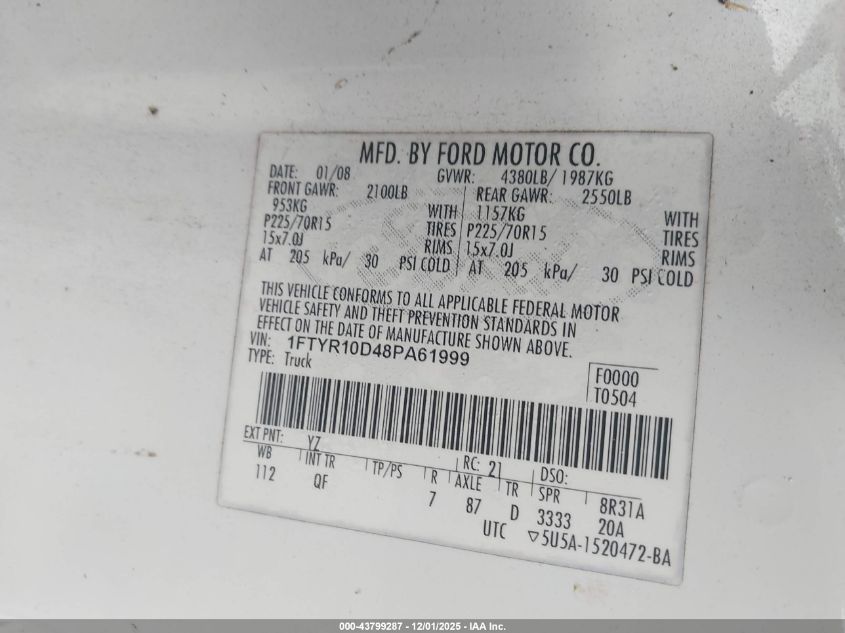 MFD. BY FORD MOTOR CO.
DATE: 01/08 GVWR: 4380LB/ 1987KG
FRONT GAWR: 2100LB REAR GAWR: 2550LB
953KG WITH 1157KG WITH
P225/70R15 TIRES P225/70R15 TIRES
15x7.0J RIMS 15x7.0J RIMS
AT 205 kPa/ 30 PSI COLD AT 205 kPa/ 30 PSI COLD
THIS VEHICLE CONFORMS TO ALL APPLICABLE FEDERAL MOTOR
VEHICLE SAFETY AND THEFT PREVENTION STANDARDS IN
EFFECT ON THE DATE OF MANUFACTURE SHOWN ABOVE.
VIN: 1FTYR10D48PA61999
TYPE: Truck
F0000
T0504
EXT PNT: YZ RC: 21 DSO:
WB INT TR TP/PS R AXLE TR SPR 8R31A
112 QF 7 87 D 3333 20A
UTC ▽5U5A-1520472-BA
000-43799287 - 12/01/2025 - IAA Inc.